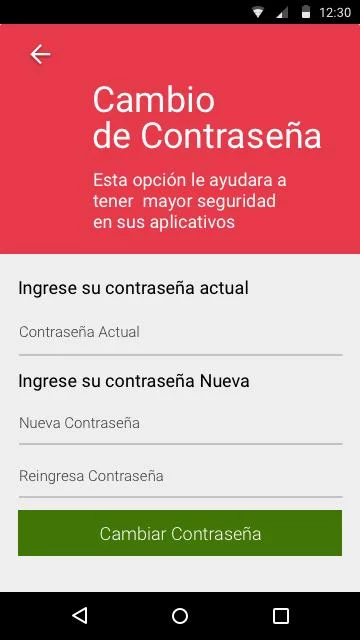 12:30
Cambio
de Contraseña
Esta opción le ayudara a
tener mayor seguridad
en sus aplicativos
Ingrese su contraseña actual
Contraseña Actual
Ingrese su contraseña Nueva
Nueva Contraseña
Reingresa Contraseña
Cambiar Contraseña